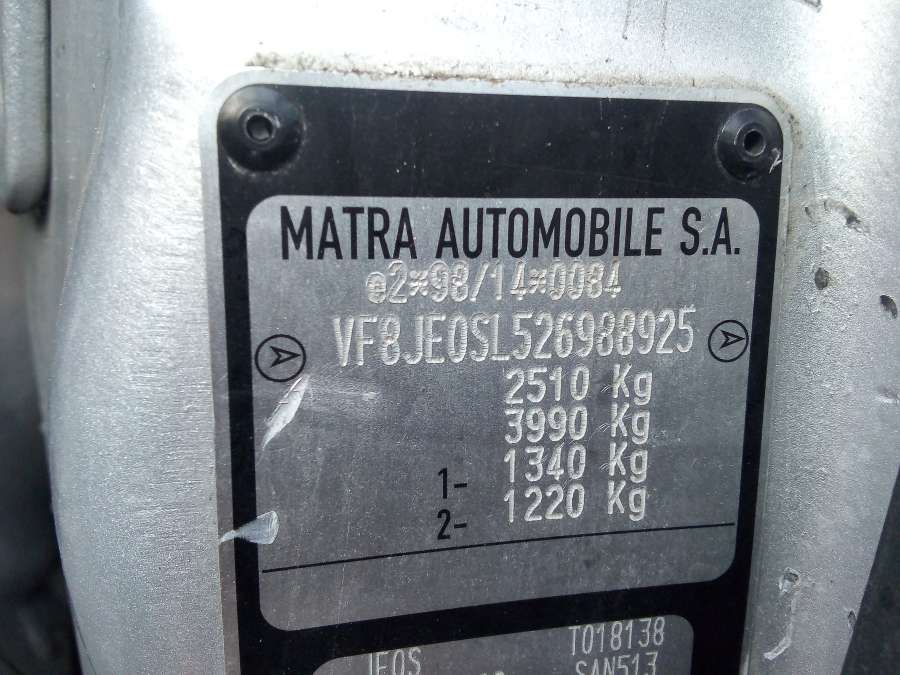 MATRA AUTOMOBILE S.A.
e2*98/14*0084
VF8JE0SL526988925
2510 Kg
3990 Kg
1- 1340 Kg
2- 1220 Kg
JE0S T018138
SAN513